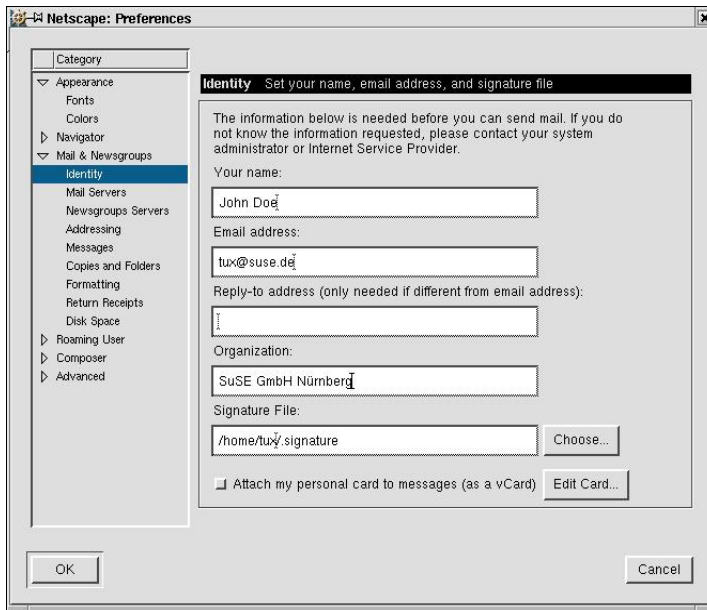 Netscape: Preferences
Category
Appearance
Fonts
Colors
Navigator
Mail & Newsgroups
Identity
Mail Servers
Newsgroups Servers
Addressing
Messages
Copies and Folders
Formatting
Return Receipts
Disk Space
Roaming User
Composer
Advanced
Identity Set your name, email address, and signature file
The information below is needed before you can send mail. If you do
not know the information requested, please contact your system
administrator or Internet Service Provider.
Your name:
John Doe
Email address:
tux@suse.de
Reply-to address (only needed if different from email address):
Organization:
SuSE GmbH Nürnberg
Signature File:
/home/tux/.signature
Choose...
Attach my personal card to messages (as a vCard)
Edit Card...
OK
Cancel